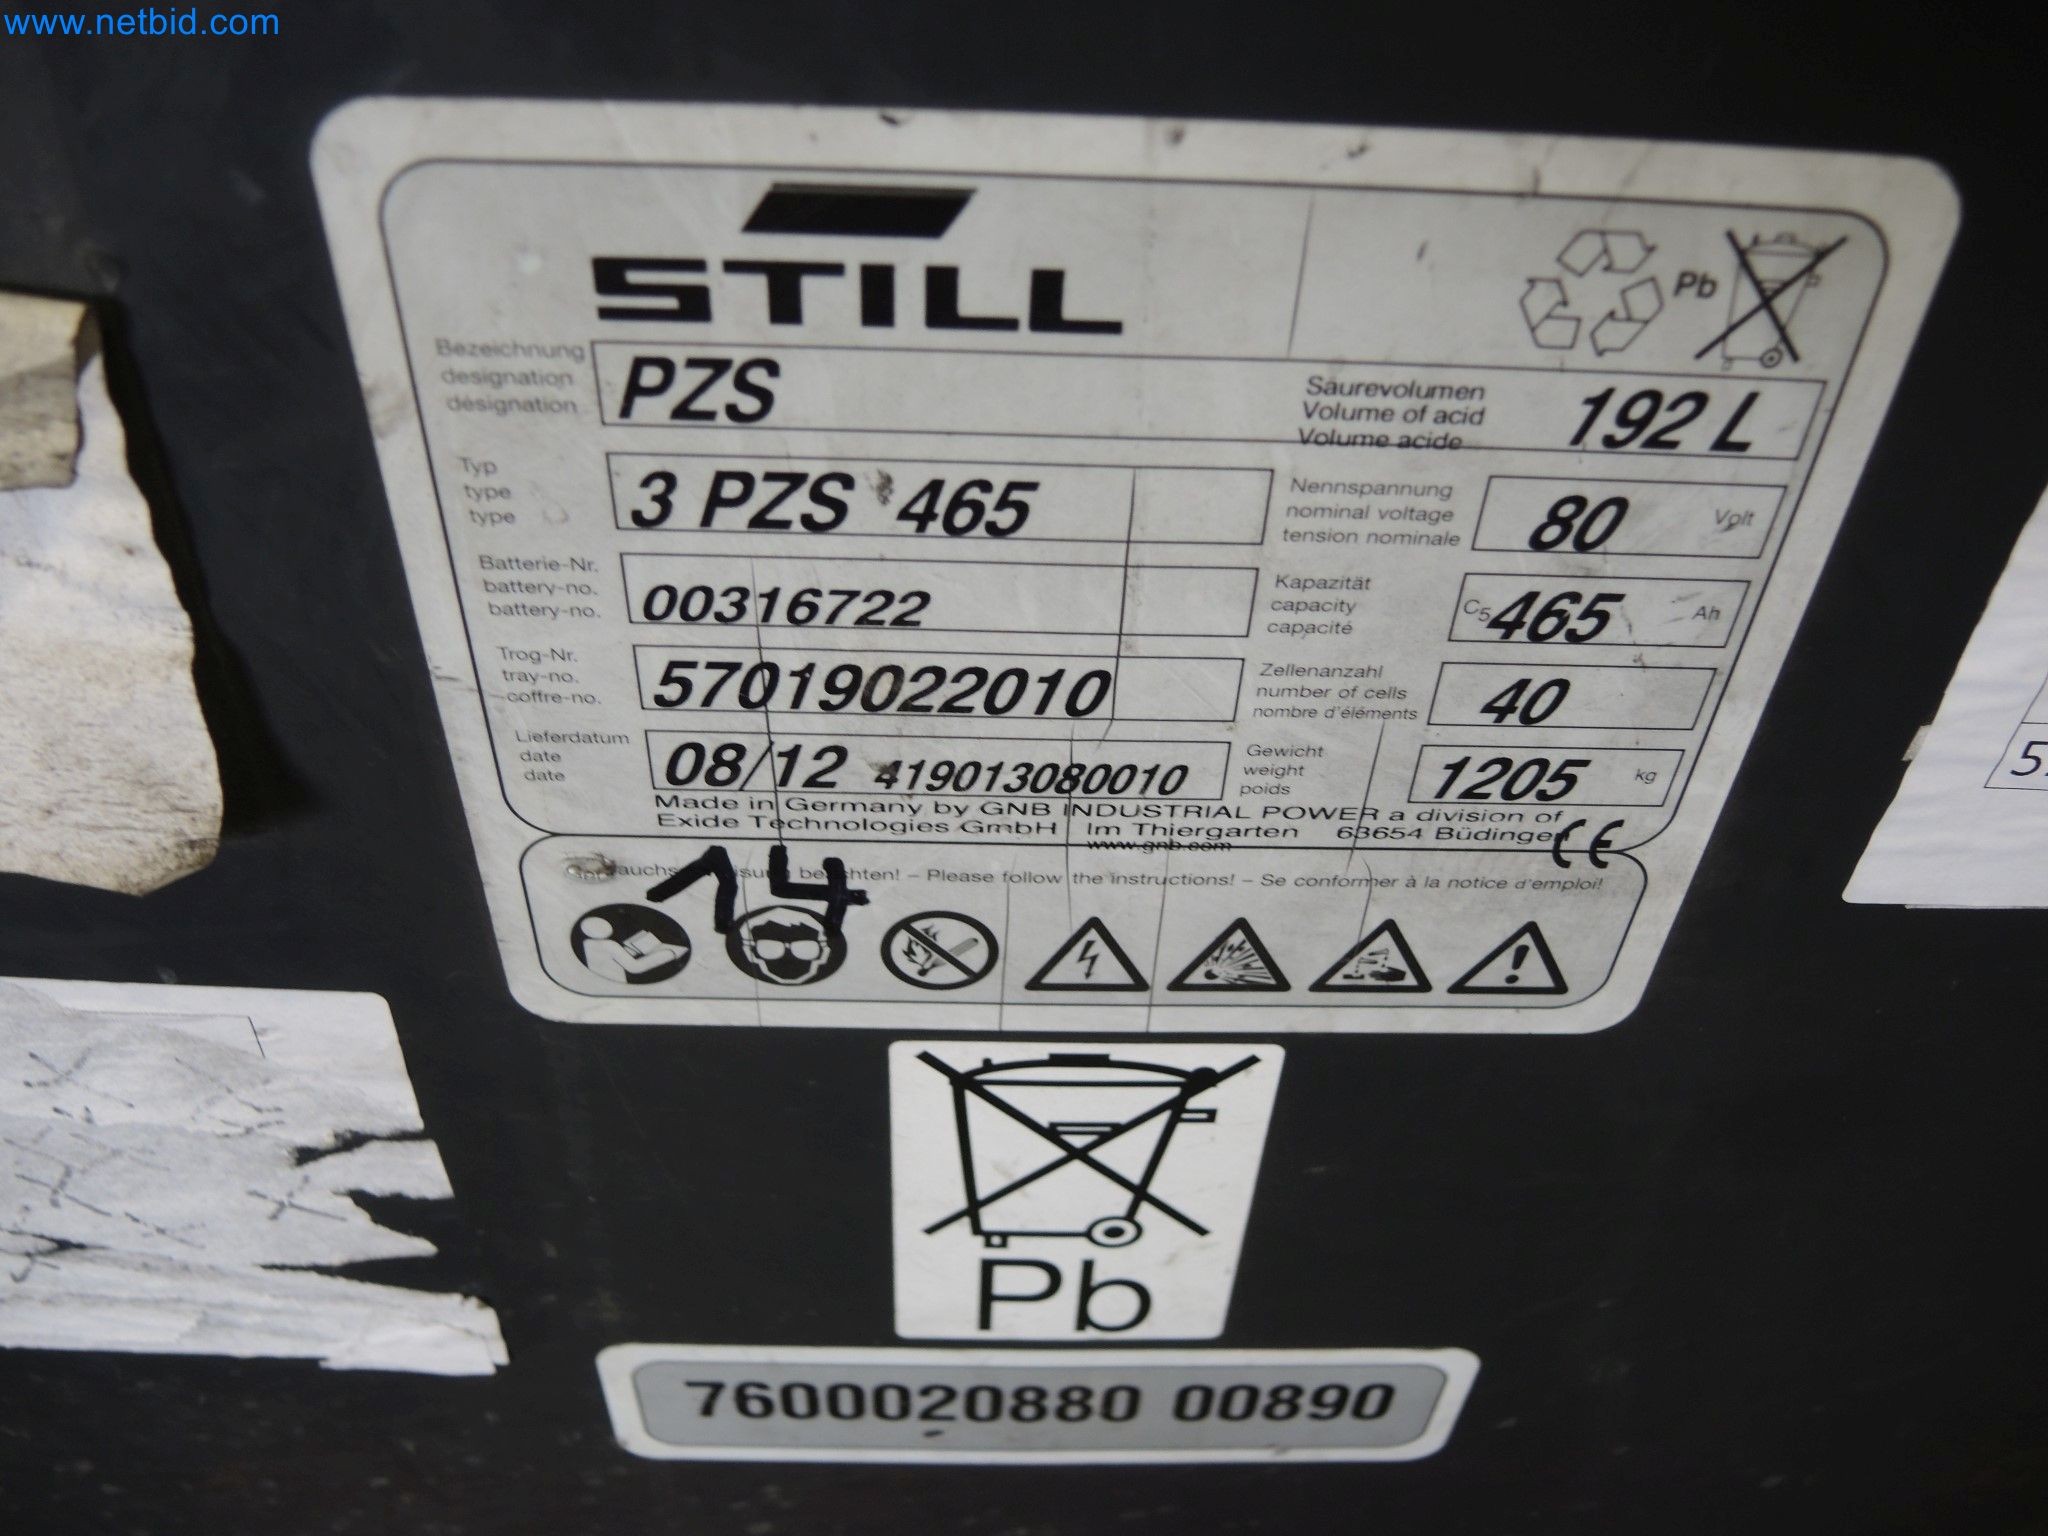 www.netbid.com
STILL
Pb
Bezeichnung
designation
désignation
PZS
Säurevolumen
Volume of acid
Volume acide
192 L
Typ
type
type
3 PZS 465
Nennspannung
nominal voltage
tension nominale
80 Volt
Batterie-Nr.
battery-no.
battery-no.
00316722
Kapazität
capacity
capacité
C5 465 Ah
Trog-Nr.
tray-no.
coffre-no.
57019022010
Zellenanzahl
number of cells
nombre d'éléments
40
Lieferdatum
date
date
08/12 419013080010
Gewicht
weight
poids
1205 kg
Made in Germany by GNB INDUSTRIAL POWER a division of
Exide Technologies GmbH Im Thiergarten 63654 Büdingen
www.gnb.com
CE
14
beachten! – Please follow the instructions! – Se conformer à la notice d'emploi!
Pb
7600020880 00890